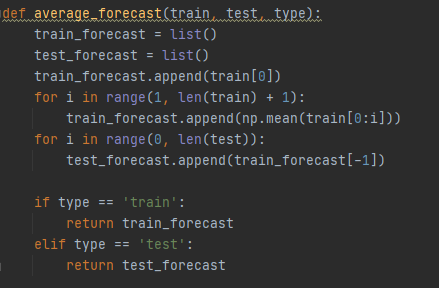 def average_forecast(train, test, type):
    train_forecast = list()
    test_forecast = list()
    train_forecast.append(train[0])
    for i in range(1, len(train) + 1):
        train_forecast.append(np.mean(train[0:i]))
    for i in range(0, len(test)):
        test_forecast.append(train_forecast[-1])

    if type == 'train':
        return train_forecast
    elif type == 'test':
        return test_forecast